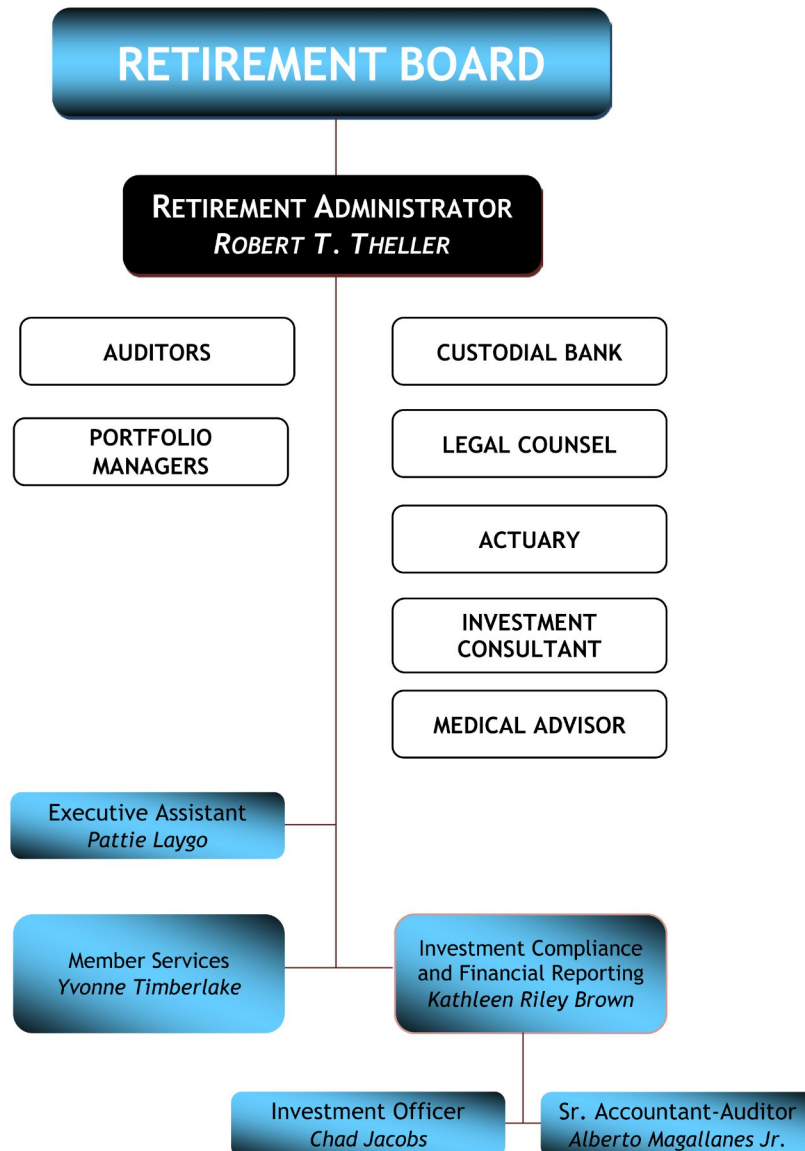 RETIREMENT BOARD
RETIREMENT ADMINISTRATOR
ROBERT T. THELLER
AUDITORS
CUSTODIAL BANK
PORTFOLIO
MANAGERS
LEGAL COUNSEL
ACTUARY
INVESTMENT
CONSULTANT
MEDICAL ADVISOR
Executive Assistant
Pattie Laygo
Member Services
Yvonne Timberlake
Investment Compliance
and Financial Reporting
Kathleen Riley Brown
Investment Officer
Chad Jacobs
Sr. Accountant-Auditor
Alberto Magallanes Jr.